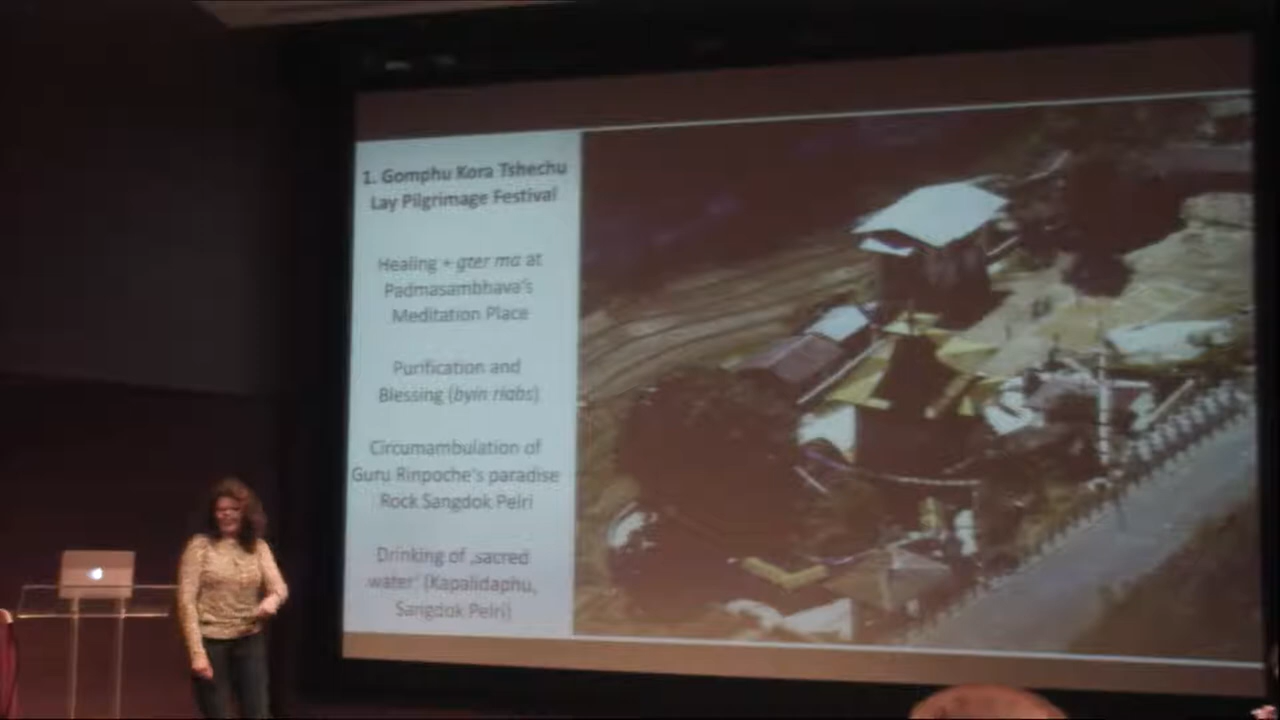 1. Gomphu Kora Tshechu
Lay Pilgrimage Festival
Healing + gter ma at
Padmasambhava's
Meditation Place
Purification and
Blessing (byin rlabs)
Circumambulation of
Guru Rinpoche's paradise
Rock Sangdok Pelri
Drinking of ‚sacred
water' (Kapalidaphu,
Sangdok Pelri)